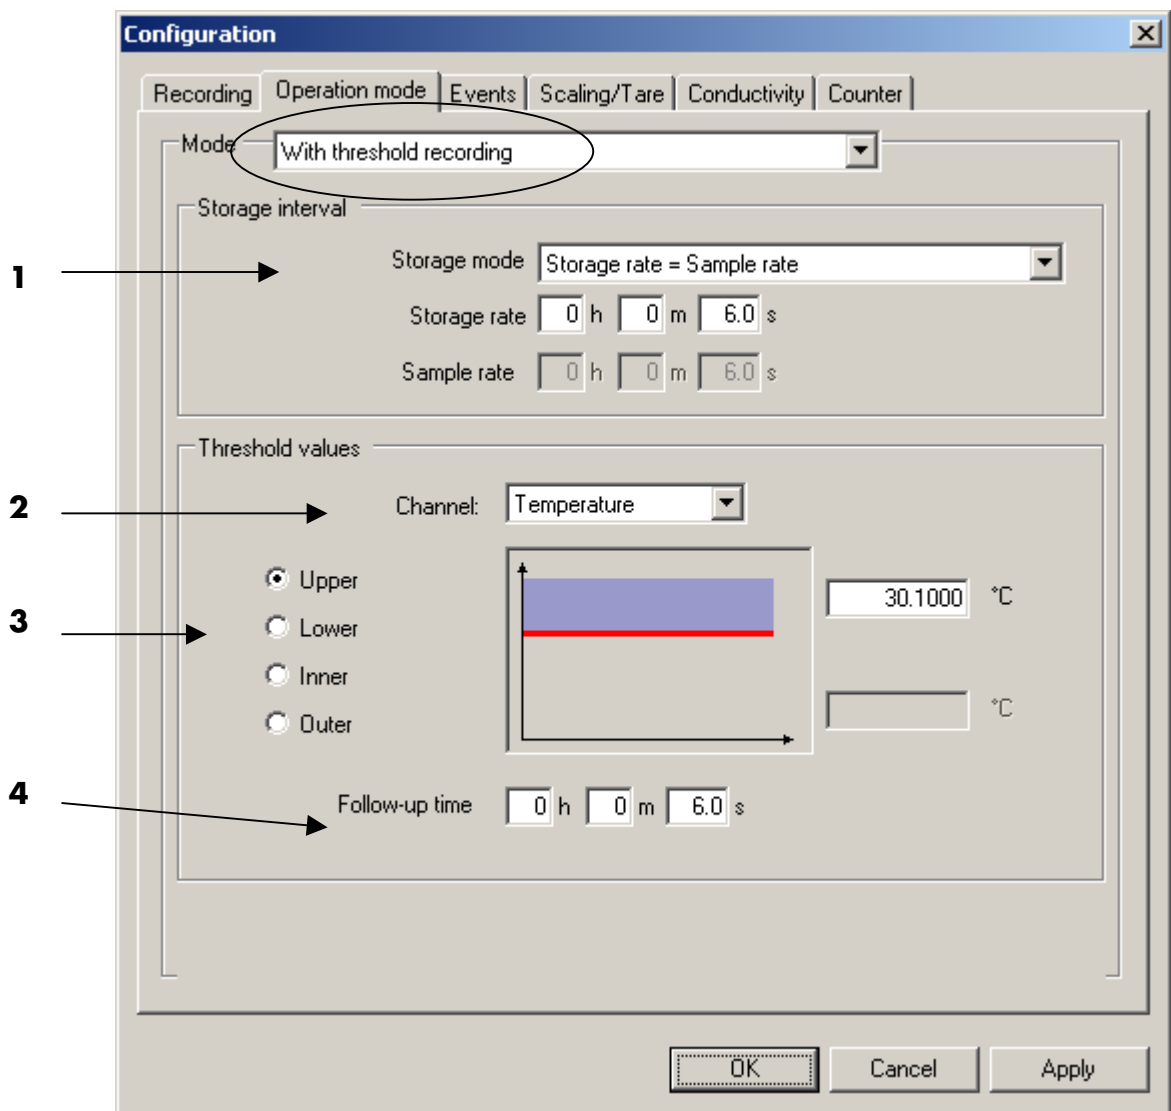 Configuration
Recording Operation mode Events Scaling/Tare Conductivity Counter
Mode With threshold recording
Storage interval
1
Storage mode Storage rate = Sample rate
Storage rate 0 h 0 m 6.0 s
Sample rate 0 h 0 m 6.0 s
Threshold values
2
Channel: Temperature
Upper
30.1000 °C
3
Lower
Inner
°C
Outer
4
Follow-up time 0 h 0 m 6.0 s
OK Cancel Apply